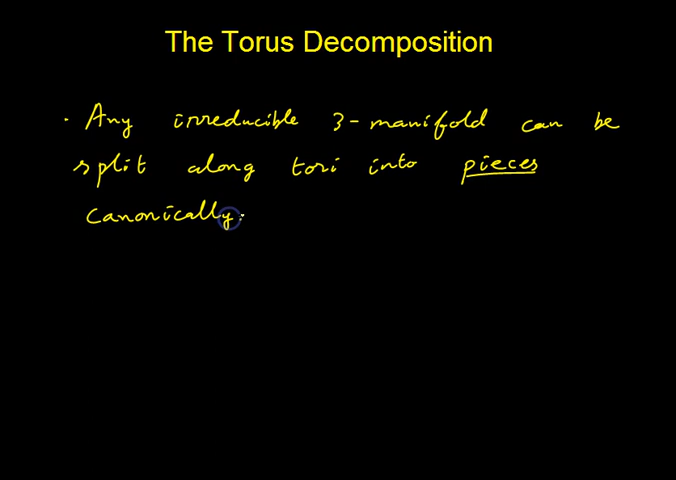 The Torus Decomposition
· Any irreducible 3-manifold can be
split along tori into pieces
canonically.